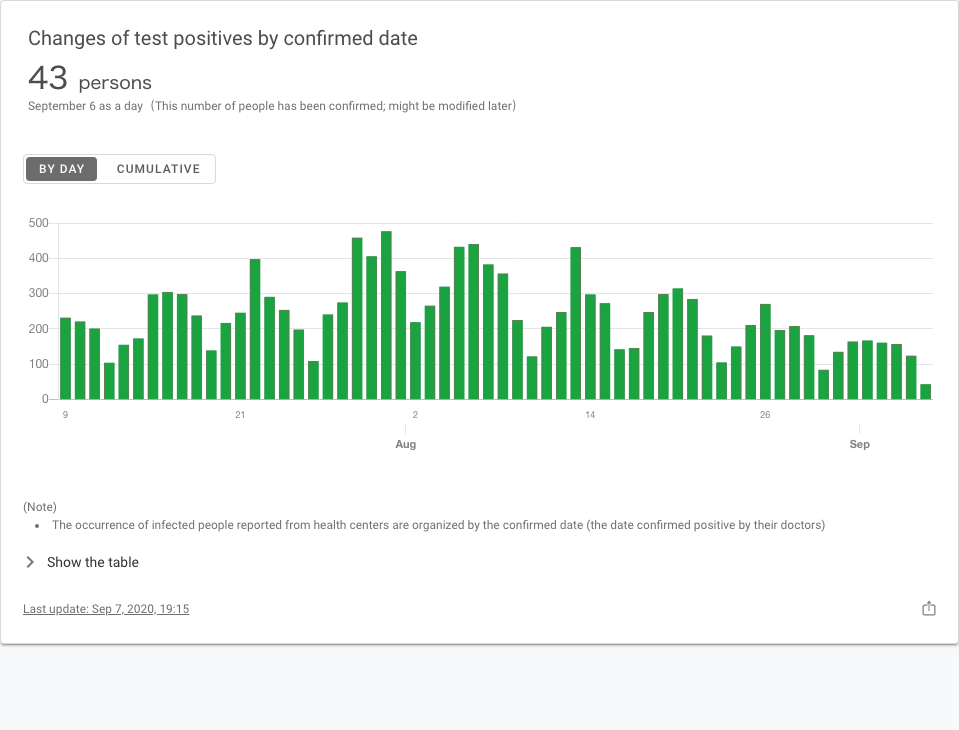 Changes of test positives by confirmed date
43 persons
September 6 as a day（This number of people has been confirmed; might be modified later）
BY DAY CUMULATIVE
500
400
300
200
100
0
9 21 2 14 26
Aug Sep
(Note)
• The occurrence of infected people reported from health centers are organized by the confirmed date (the date confirmed positive by their doctors)
Show the table
Last update: Sep 7, 2020, 19:15